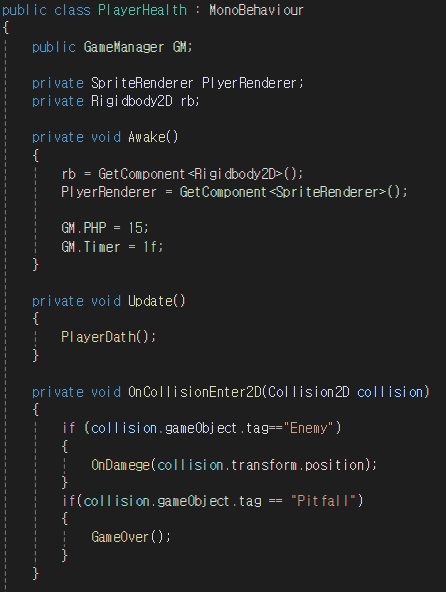 public class PlayerHealth : MonoBehaviour
{
    public GameManager GM;

    private SpriteRenderer PlyerRenderer;
    private Rigidbody2D rb;

    private void Awake()
    {
        rb = GetComponent<Rigidbody2D>();
        PlyerRenderer = GetComponent<SpriteRenderer>();

        GM.PHP = 15;
        GM.Timer = 1f;
    }

    private void Update()
    {
        PlayerDath();
    }

    private void OnCollisionEnter2D(Collision2D collision)
    {
        if (collision.gameObject.tag=="Enemy")
        {
            OnDamege(collision.transform.position);
        }
        if(collision.gameObject.tag == "Pitfall")
        {
            GameOver();
        }
    }